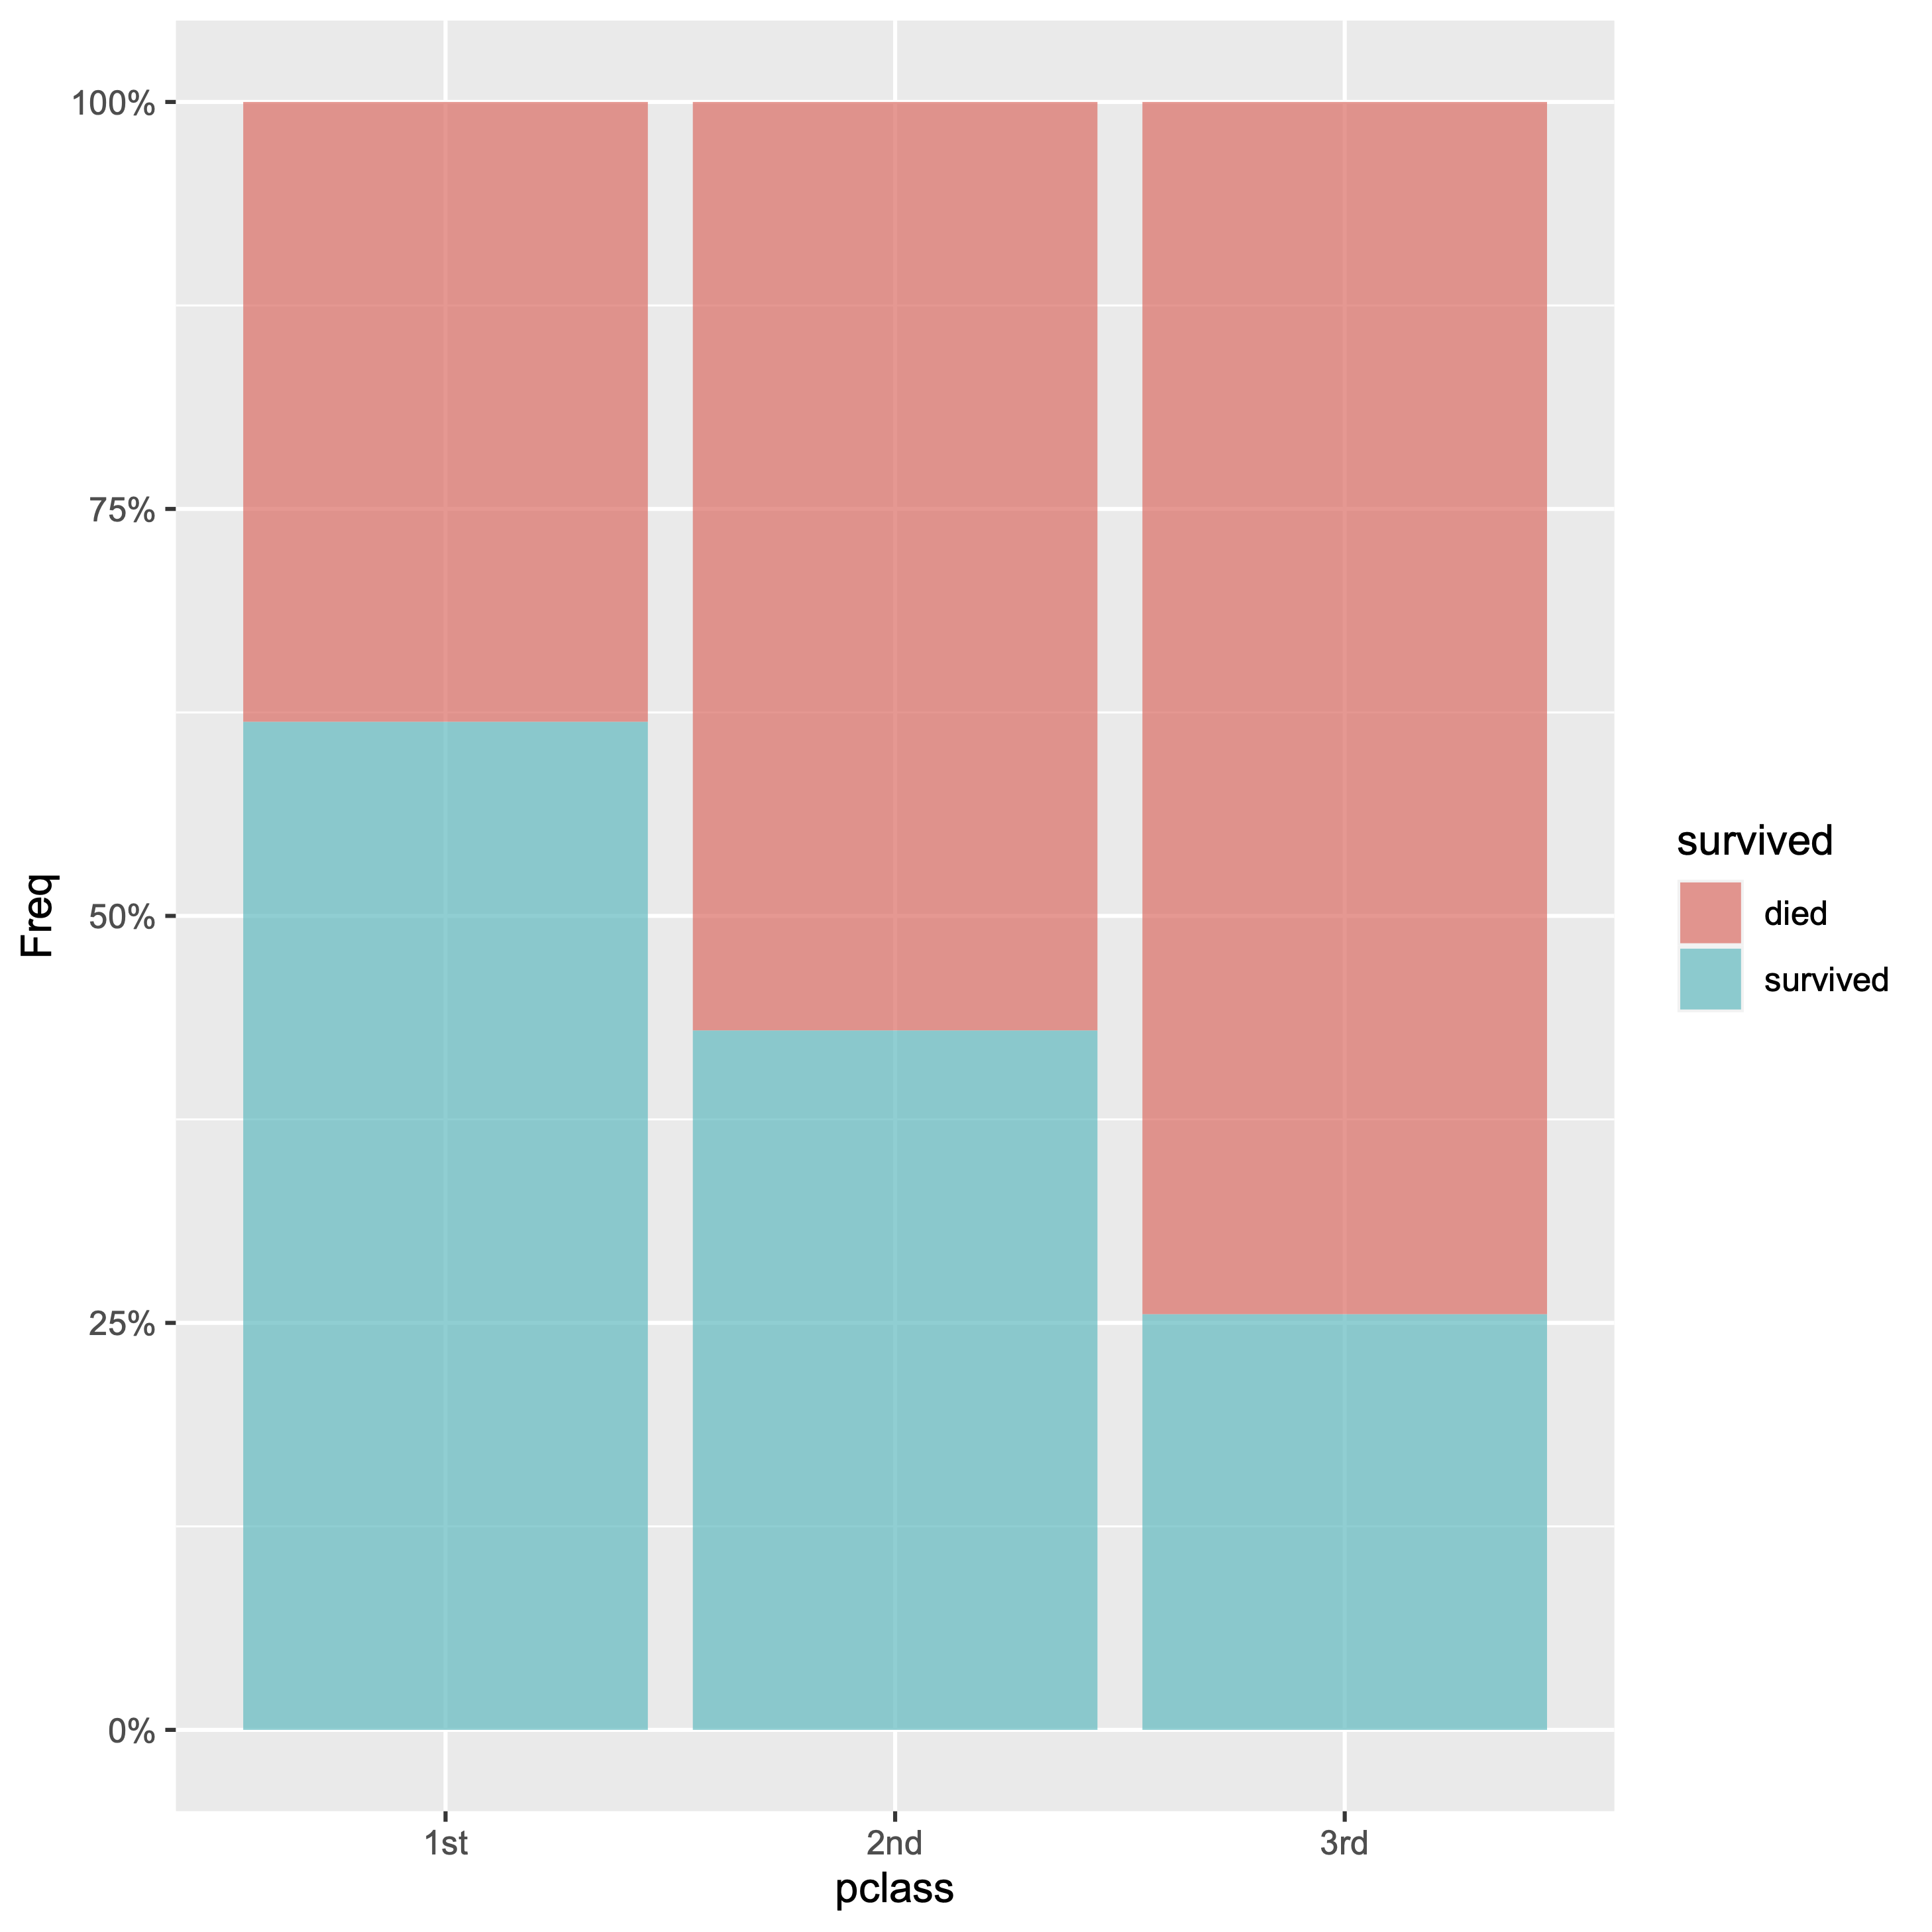 100%
75%
50%
25%
0%
Freq
1st
2nd
3rd
pclass
survived
died
survived